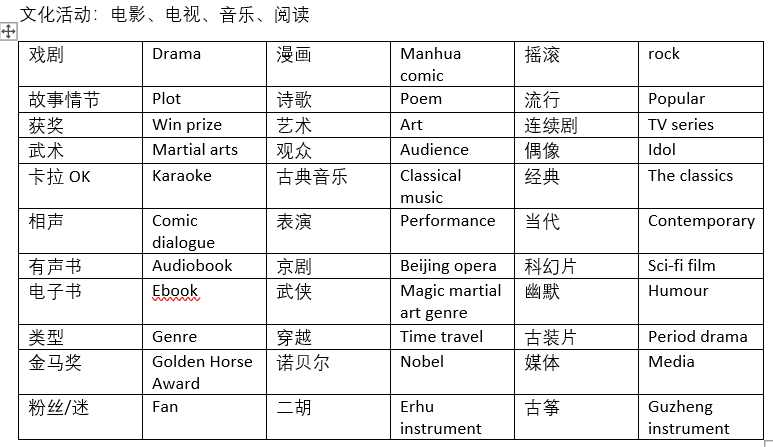 文化活动：电影、电视、音乐、阅读
戏剧 Drama 漫画 Manhua comic 摇滚 rock
故事情节 Plot 诗歌 Poem 流行 Popular
获奖 Win prize 艺术 Art 连续剧 TV series
武术 Martial arts 观众 Audience 偶像 Idol
卡拉 OK Karaoke 古典音乐 Classical music 经典 The classics
相声 Comic dialogue 表演 Performance 当代 Contemporary
有声书 Audiobook 京剧 Beijing opera 科幻片 Sci-fi film
电子书 Ebook 武侠 Magic martial art genre 幽默 Humour
类型 Genre 穿越 Time travel 古装片 Period drama
金马奖 Golden Horse Award 诺贝尔 Nobel 媒体 Media
粉丝/迷 Fan 二胡 Erhu instrument 古筝 Guzheng instrument